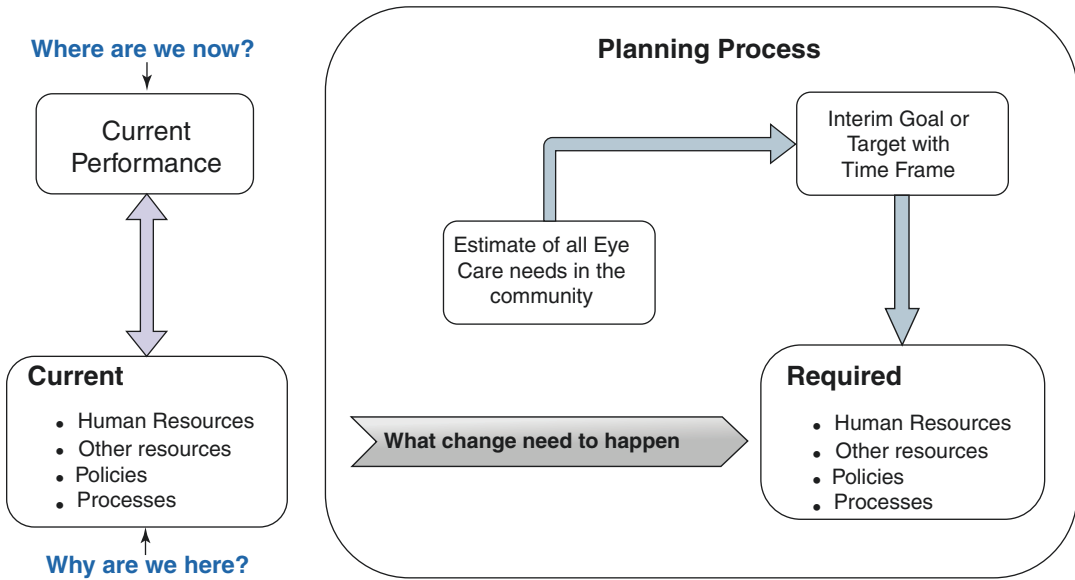 Where are we now?
Current
Performance
Current
• Human Resources
• Other resources
• Policies
• Processes
Why are we here?
Planning Process
Estimate of all Eye
Care needs in the
community
Interim Goal or
Target with
Time Frame
What change need to happen
Required
• Human Resources
• Other resources
• Policies
• Processes